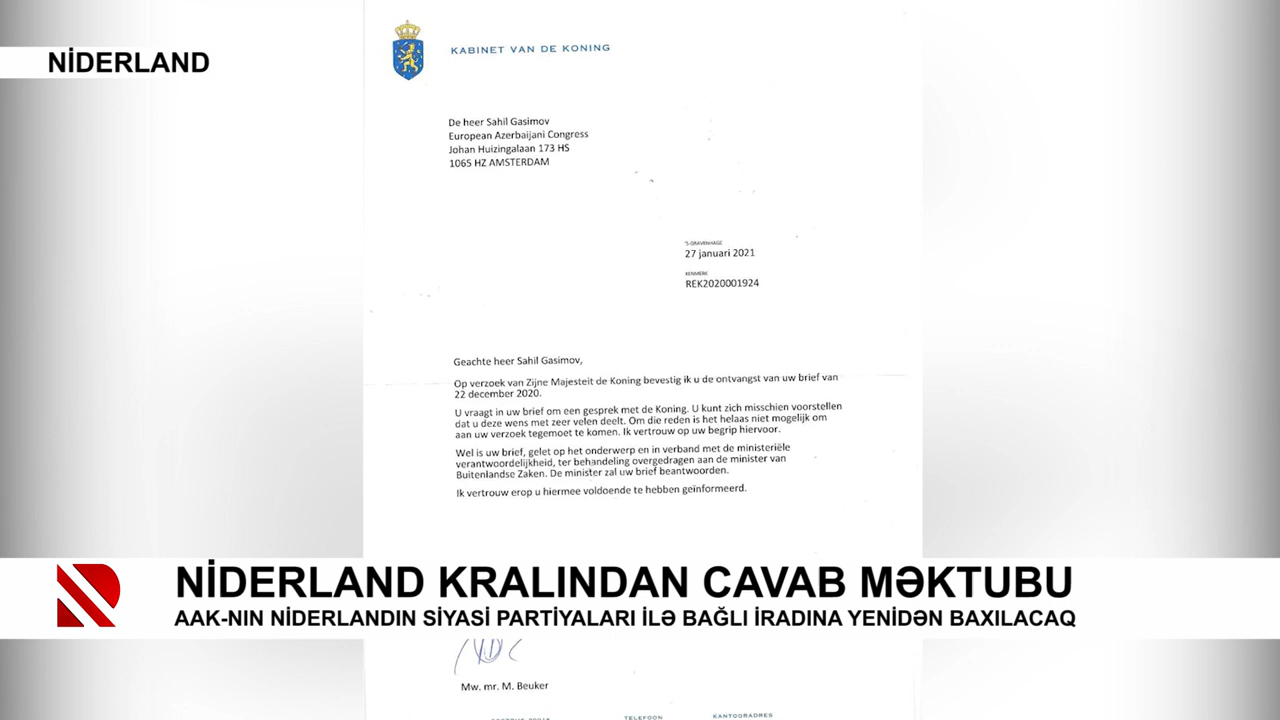 NİDERLAND
KABINET VAN DE KONING
De heer Sahil Gasimov
European Azerbaijani Congress
Johan Huizingalaan 173 HS
1065 HZ AMSTERDAM
'S-GRAVENHAGE
27 januari 2021
KENMERK
REK2020001924
Geachte heer Sahil Gasimov,
Op verzoek van Zijne Majesteit de Koning bevestig ik u de ontvangst van uw brief van
22 december 2020.
U vraagt in uw brief om een gesprek met de Koning. U kunt zich misschien voorstellen
dat u deze wens met zeer velen deelt. Om die reden is het helaas niet mogelijk om
aan uw verzoek tegemoet te komen. Ik vertrouw op uw begrip hiervoor.
Wel is uw brief, gelet op het onderwerp en in verband met de ministeriële
verantwoordelijkheid, ter behandeling overgedragen aan de minister van
Buitenlandse Zaken. De minister zal uw brief beantwoorden.
Ik vertrouw erop u hiermee voldoende te hebben geïnformeerd.
NİDERLAND KRALINDAN CAVAB MƏKTUBU
AAK-NIN NİDERLANDIN SİYASİ PARTİYALARI İLƏ BAĞLI İRADINA YENİDƏN BAXILACAQ
Mw. mr. M. Beuker
TELEFOON
KANTOORADRES